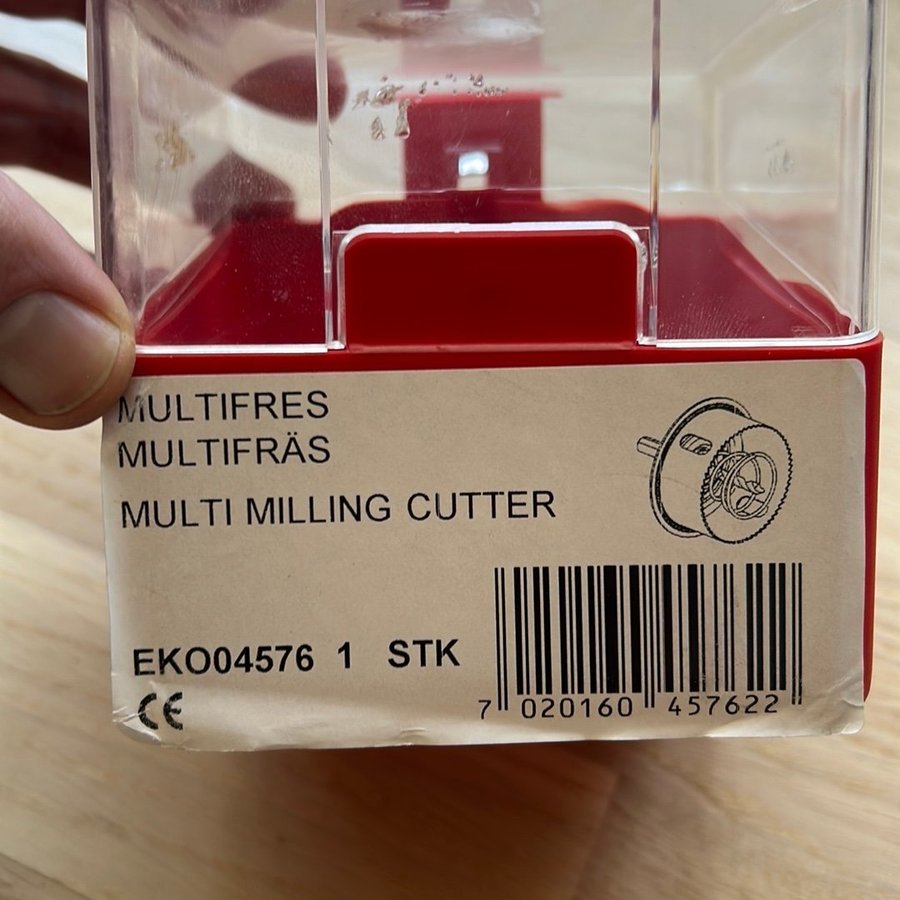 MULTIFRES
MULTIFRÄS
MULTI MILLING CUTTER
EKO04576 1 STK
CE
7 020160 457622